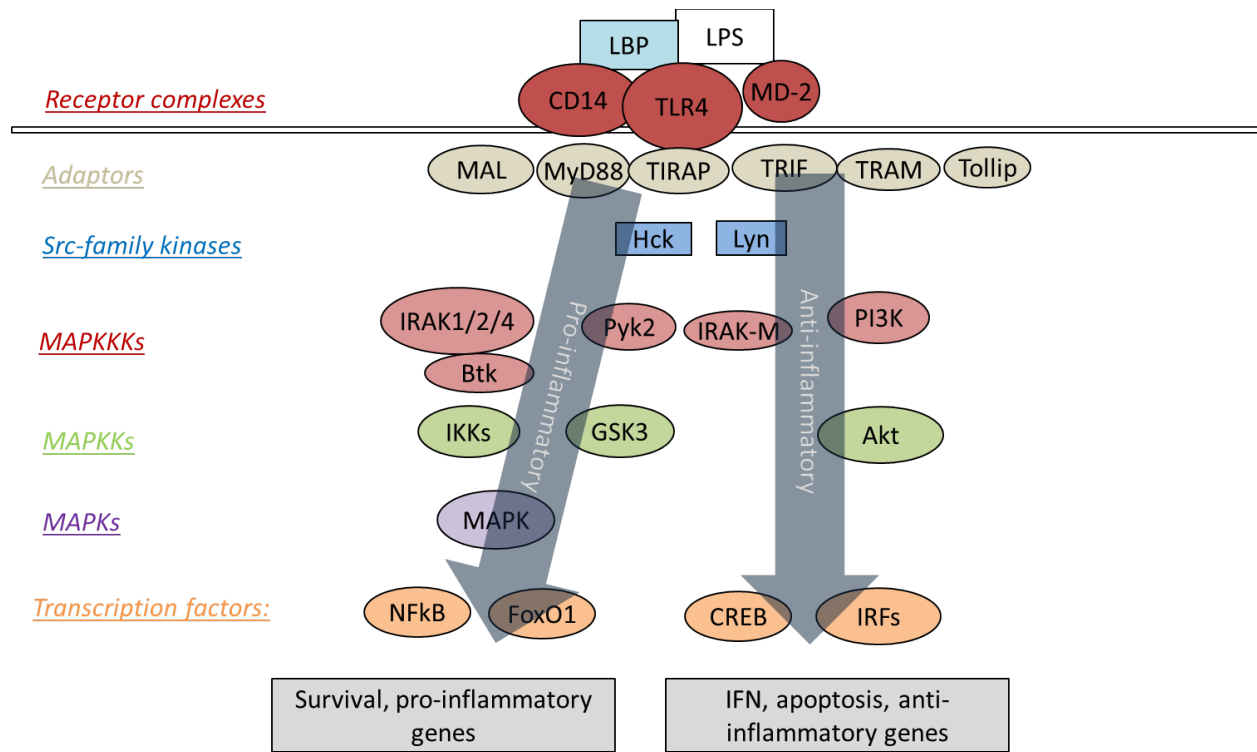 LBP
LPS
Receptor complexes
CD14
TLR4
MD-2
Adaptors
MAL
MyD88
TIRAP
TRIF
TRAM
Tollip
Src-family kinases
Hck
Lyn
MAPKKKs
IRAK1/2/4
Btk
Pyk2
IRAK-M
PI3K
Pro-inflammatory
Anti-inflammatory
MAPKKs
IKKs
GSK3
Akt
MAPKs
MAPK
Transcription factors:
NFkB
FoxO1
CREB
IRFs
Survival, pro-inflammatory
genes
IFN, apoptosis, anti-
inflammatory genes